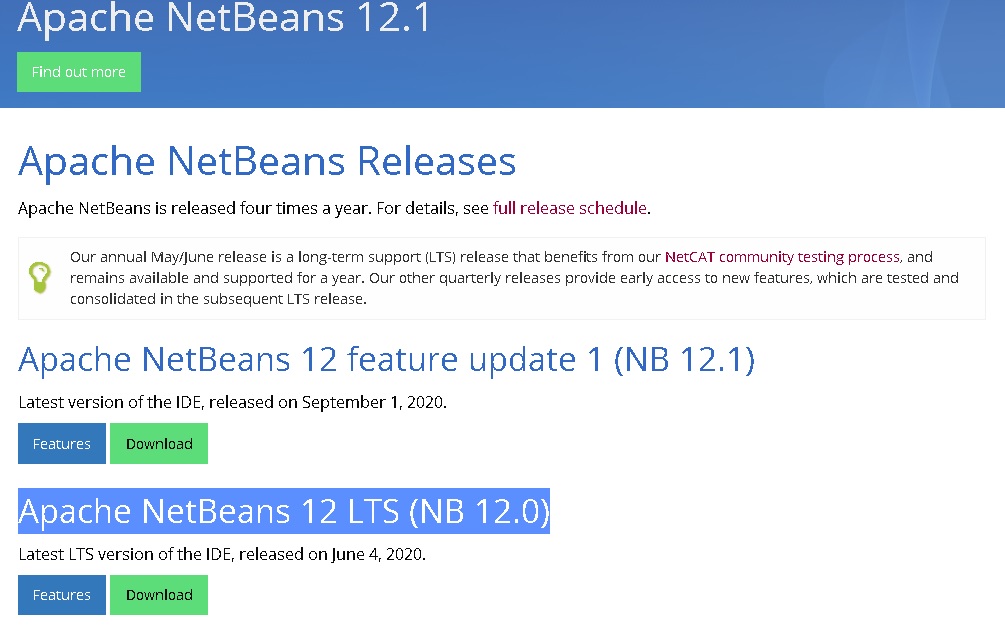 Apache NetBeans 12.1
Find out more
Apache NetBeans Releases
Apache NetBeans is released four times a year. For details, see full release schedule.
Our annual May/June release is a long-term support (LTS) release that benefits from our NetCAT community testing process, and
remains available and supported for a year. Our other quarterly releases provide early access to new features, which are tested and
consolidated in the subsequent LTS release.
Apache NetBeans 12 feature update 1 (NB 12.1)
Latest version of the IDE, released on September 1, 2020.
Features Download
Apache NetBeans 12 LTS (NB 12.0)
Latest LTS version of the IDE, released on June 4, 2020.
Features Download